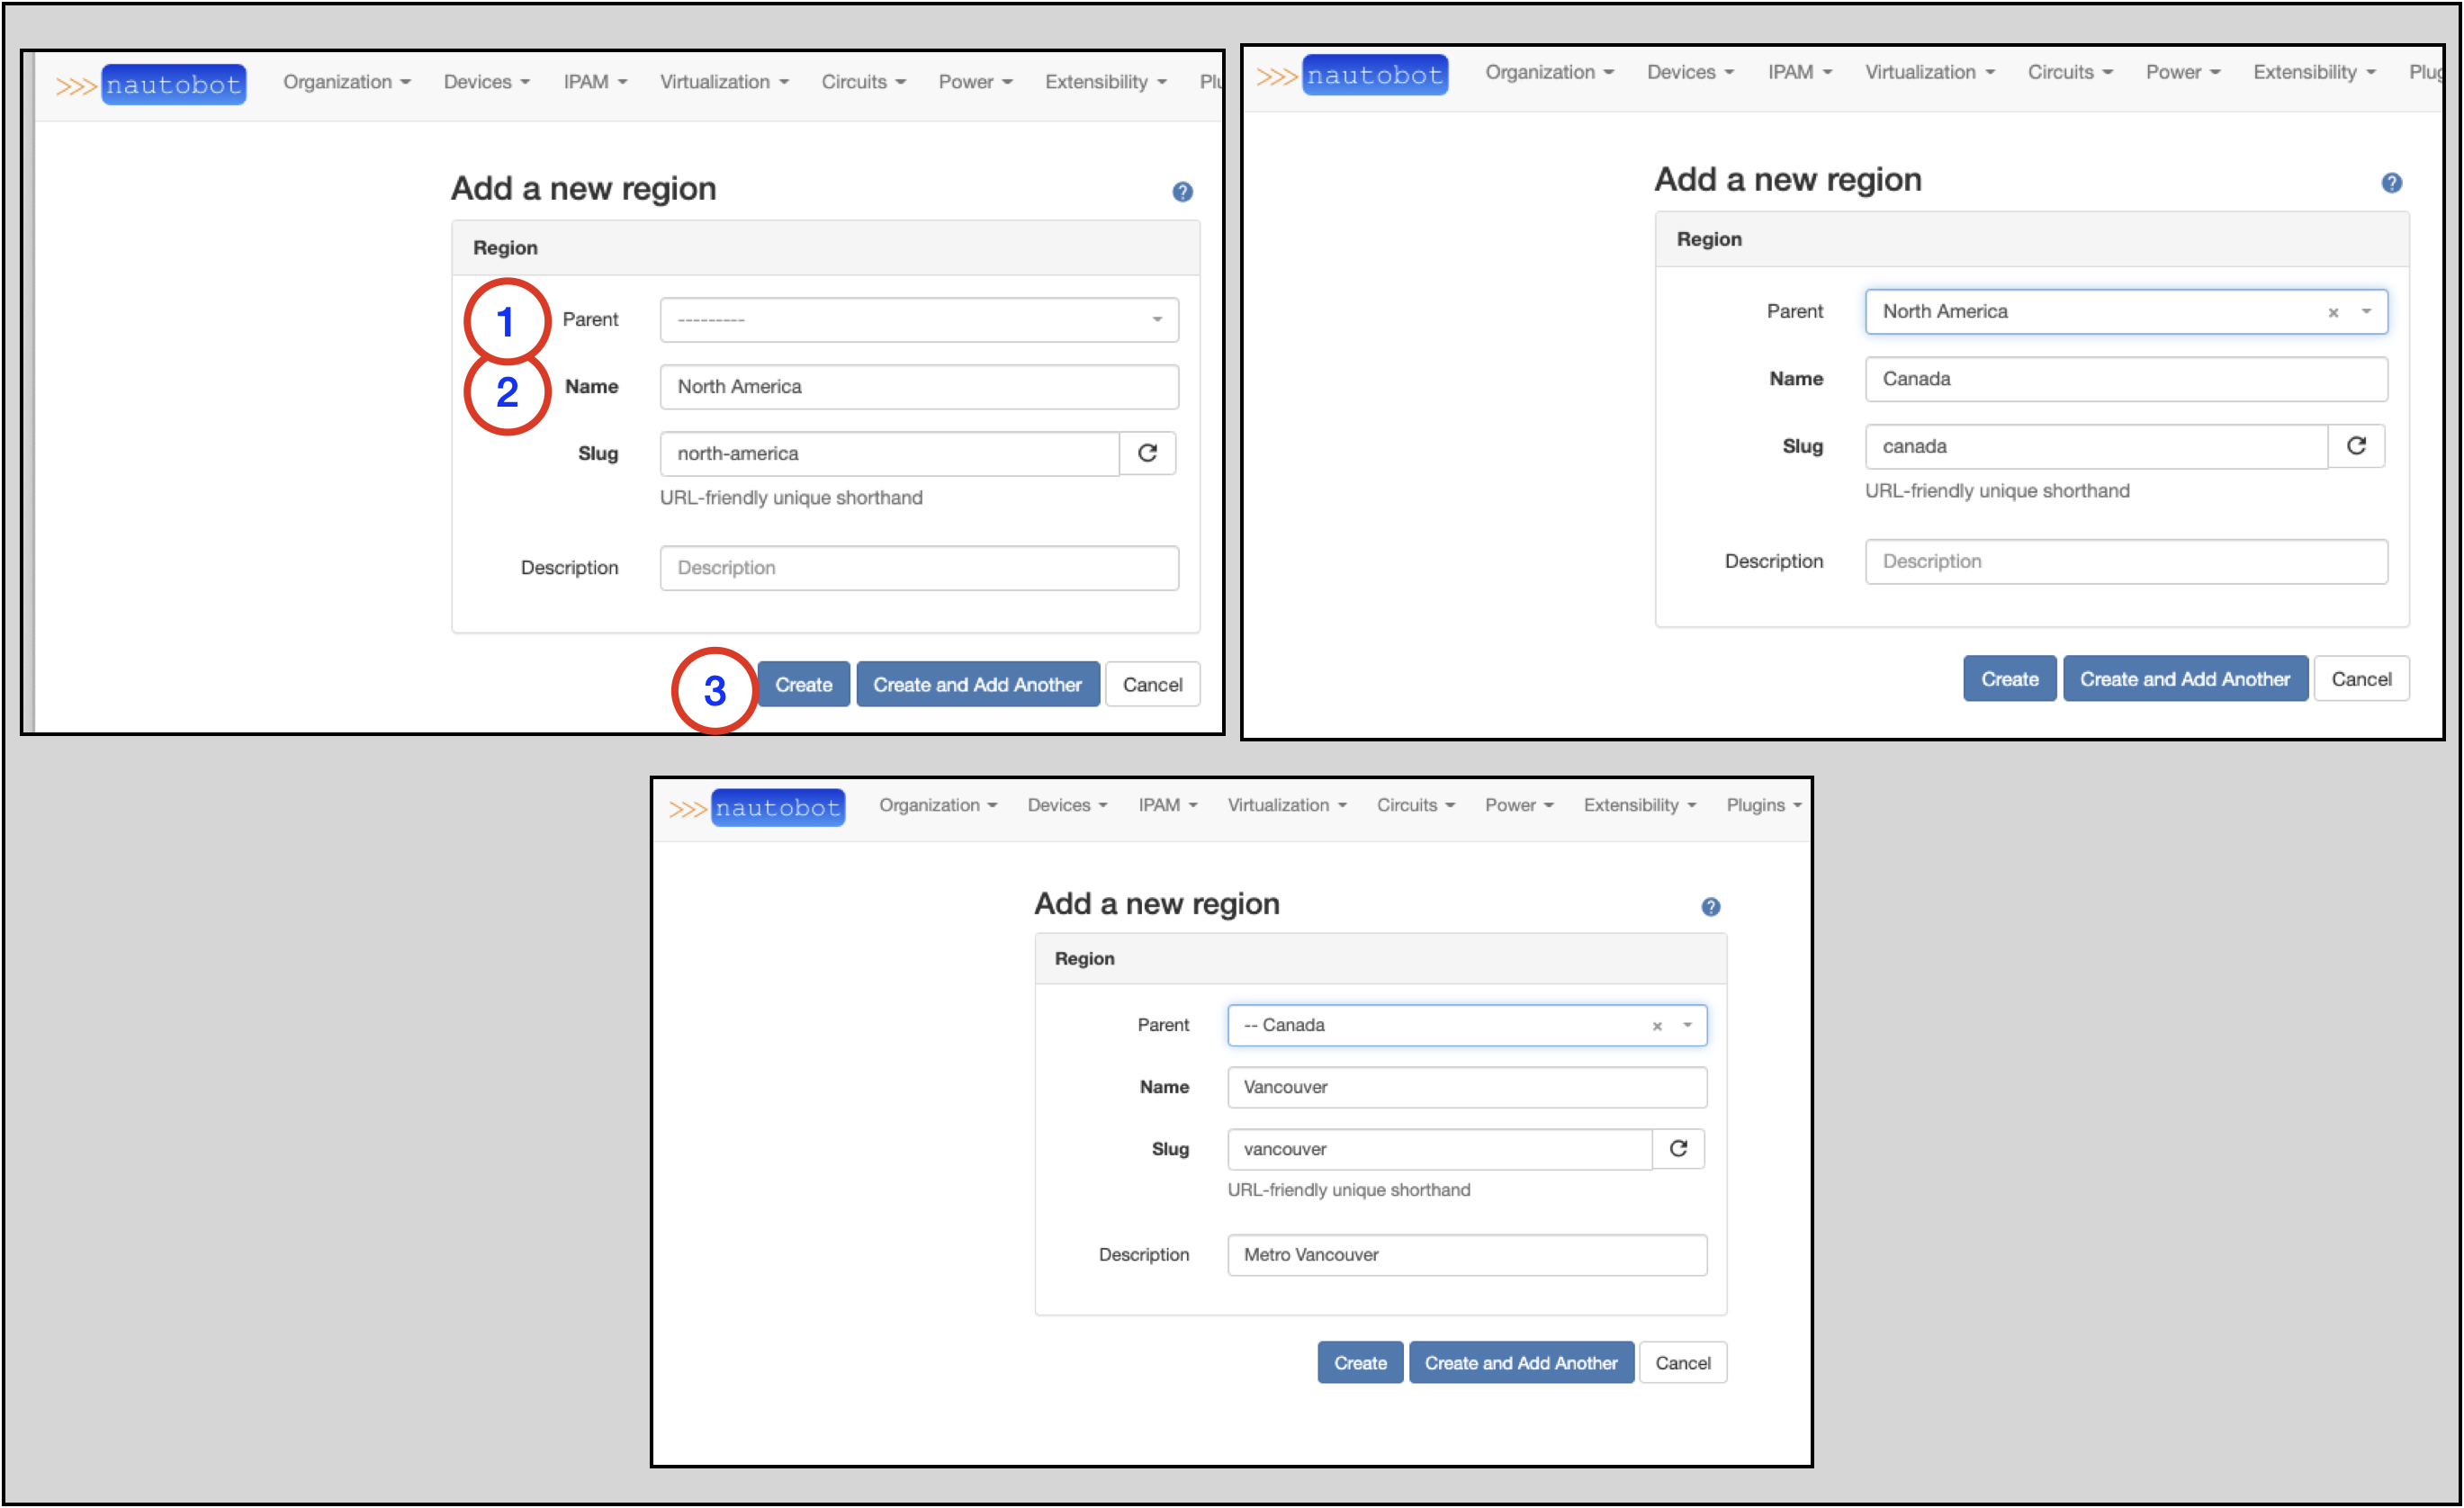 >>> nautobot Organization Devices IPAM Virtualization Circuits Power Extensibility Plu
Add a new region
?
Region
1 Parent ---------
2 Name North America
Slug north-america
URL-friendly unique shorthand
Description Description
3 Create Create and Add Another Cancel
>>> nautobot Organization Devices IPAM Virtualization Circuits Power Extensibility Plug
Add a new region
?
Region
Parent North America ×
Name Canada
Slug canada
URL-friendly unique shorthand
Description Description
Create Create and Add Another Cancel
>>> nautobot Organization Devices IPAM Virtualization Circuits Power Extensibility Plugins
Add a new region
?
Region
Parent -- Canada ×
Name Vancouver
Slug vancouver
URL-friendly unique shorthand
Description Metro Vancouver
Create Create and Add Another Cancel